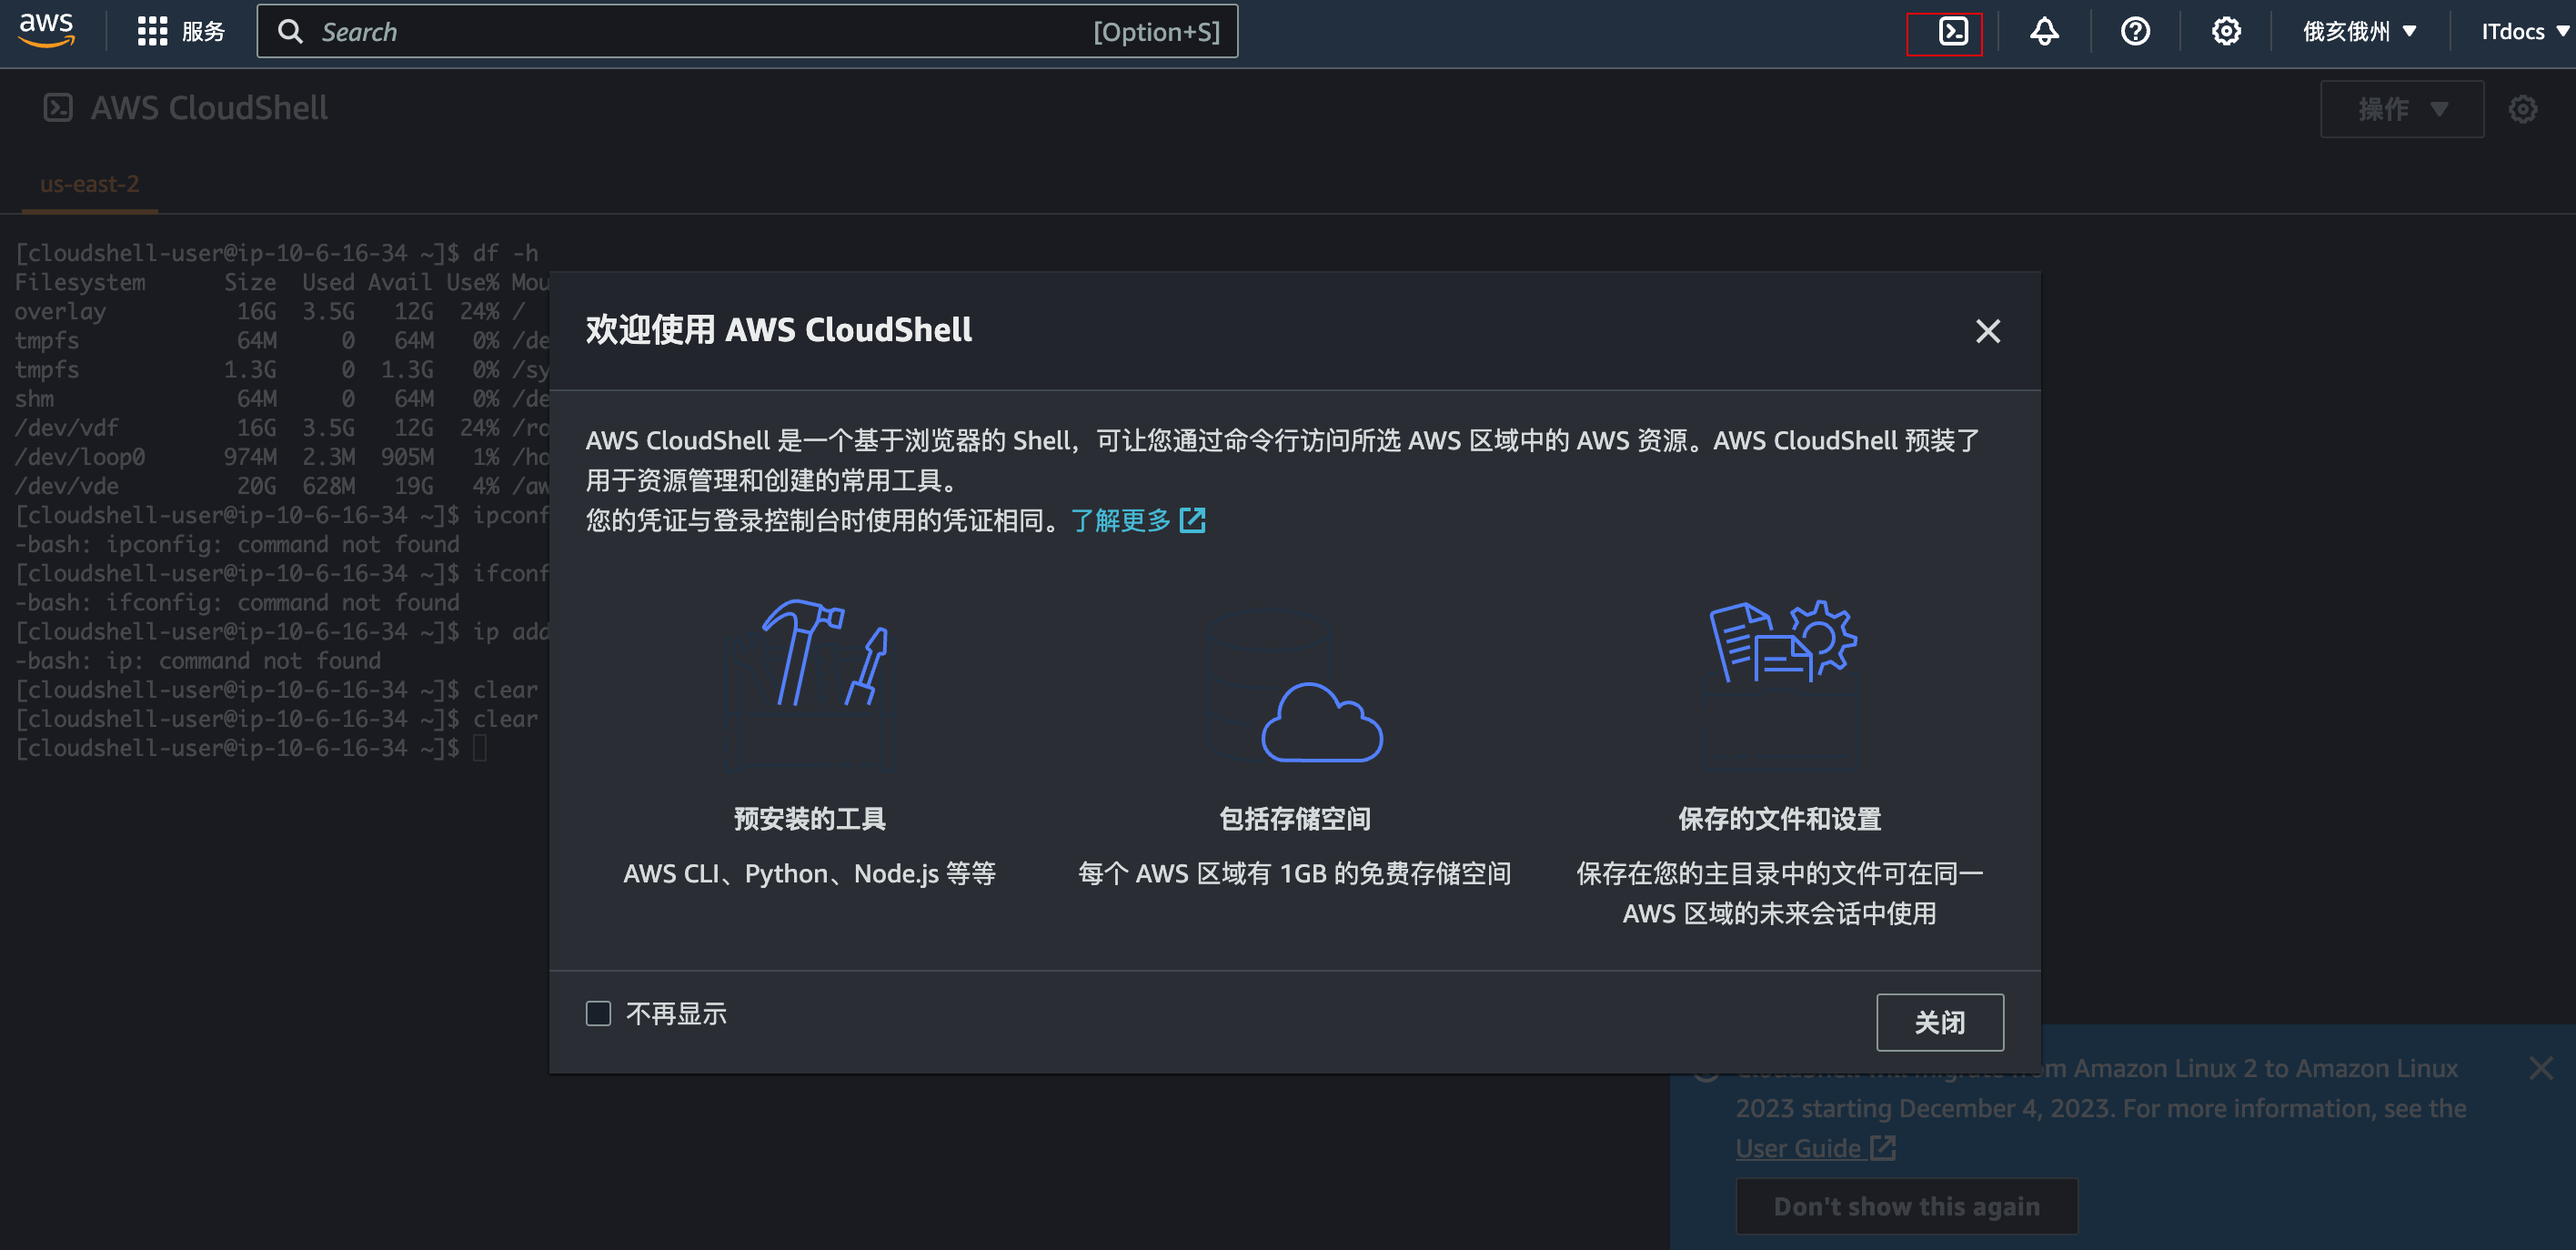 aws
服务
Search
[Option+S]
俄亥俄州
ITdocs
AWS CloudShell
操作
us-east-2
[cloudshell-user@ip-10-6-16-34 ~]$ df -h
Filesystem      Size  Used Avail Use% Mou
overlay          16G  3.5G   12G  24% /
tmpfs            64M     0   64M   0% /de
tmpfs           1.3G     0  1.3G   0% /sy
shm              64M     0   64M   0% /de
/dev/vdf         16G  3.5G   12G  24% /ro
/dev/loop0      974M  2.3M  905M   1% /ho
/dev/vde         20G  628M   19G   4% /aw
[cloudshell-user@ip-10-6-16-34 ~]$ ipconf
-bash: ipconfig: command not found
[cloudshell-user@ip-10-6-16-34 ~]$ ifconf
-bash: ifconfig: command not found
[cloudshell-user@ip-10-6-16-34 ~]$ ip add
-bash: ip: command not found
[cloudshell-user@ip-10-6-16-34 ~]$ clear
[cloudshell-user@ip-10-6-16-34 ~]$ clear
[cloudshell-user@ip-10-6-16-34 ~]$
欢迎使用 AWS CloudShell
AWS CloudShell 是一个基于浏览器的 Shell，可让您通过命令行访问所选 AWS 区域中的 AWS 资源。AWS CloudShell 预装了
用于资源管理和创建的常用工具。
您的凭证与登录控制台时使用的凭证相同。了解更多
预安装的工具
AWS CLI、Python、Node.js 等等
包括存储空间
每个 AWS 区域有 1GB 的免费存储空间
保存的文件和设置
保存在您的主目录中的文件可在同一
AWS 区域的未来会话中使用
不再显示
关闭
CloudShell will migrate from Amazon Linux 2 to Amazon Linux
2023 starting December 4, 2023. For more information, see the
User Guide
Don't show this again